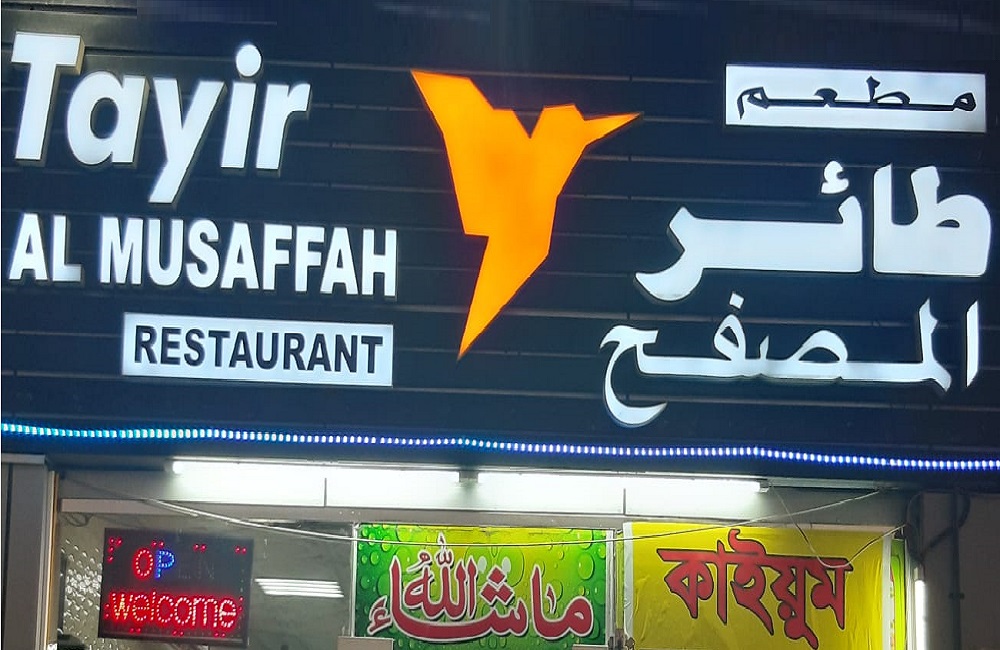 Tayir
AL MUSAFFAH
RESTAURANT
مطعم
طائر
المصفح
OPEN
welcome
ماشاء الله
কাইয়ুম